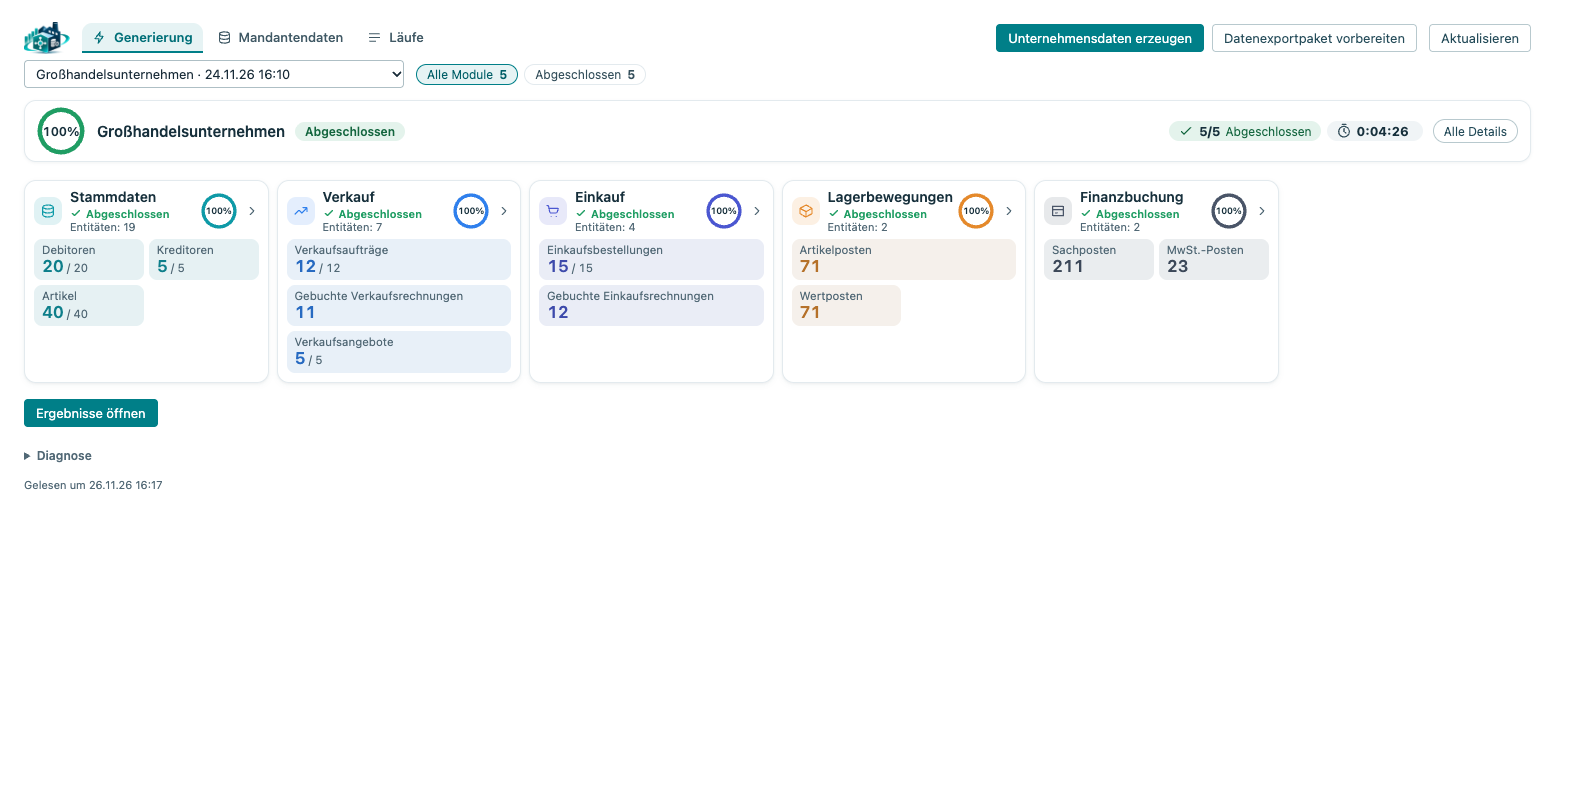 Generierung
Mandantendaten
Läufe
Unternehmensdaten erzeugen
Datenexportpaket vorbereiten
Aktualisieren
Großhandelsunternehmen · 24.11.26 16:10
Alle Module 5
Abgeschlossen 5
100%
Großhandelsunternehmen
Abgeschlossen
5/5 Abgeschlossen
0:04:26
Alle Details
Stammdaten
Abgeschlossen
Entitäten: 19
100%
Debitoren
20 / 20
Kreditoren
5 / 5
Artikel
40 / 40
Verkauf
Abgeschlossen
Entitäten: 7
100%
Verkaufsaufträge
12 / 12
Gebuchte Verkaufsrechnungen
11
Verkaufsangebote
5 / 5
Einkauf
Abgeschlossen
Entitäten: 4
100%
Einkaufsbestellungen
15 / 15
Gebuchte Einkaufsrechnungen
12
Lagerbewegungen
Abgeschlossen
Entitäten: 2
100%
Artikelposten
71
Wertposten
71
Finanzbuchung
Abgeschlossen
Entitäten: 2
100%
Sachposten
211
MwSt.-Posten
23
Ergebnisse öffnen
Diagnose
Gelesen um 26.11.26 16:17